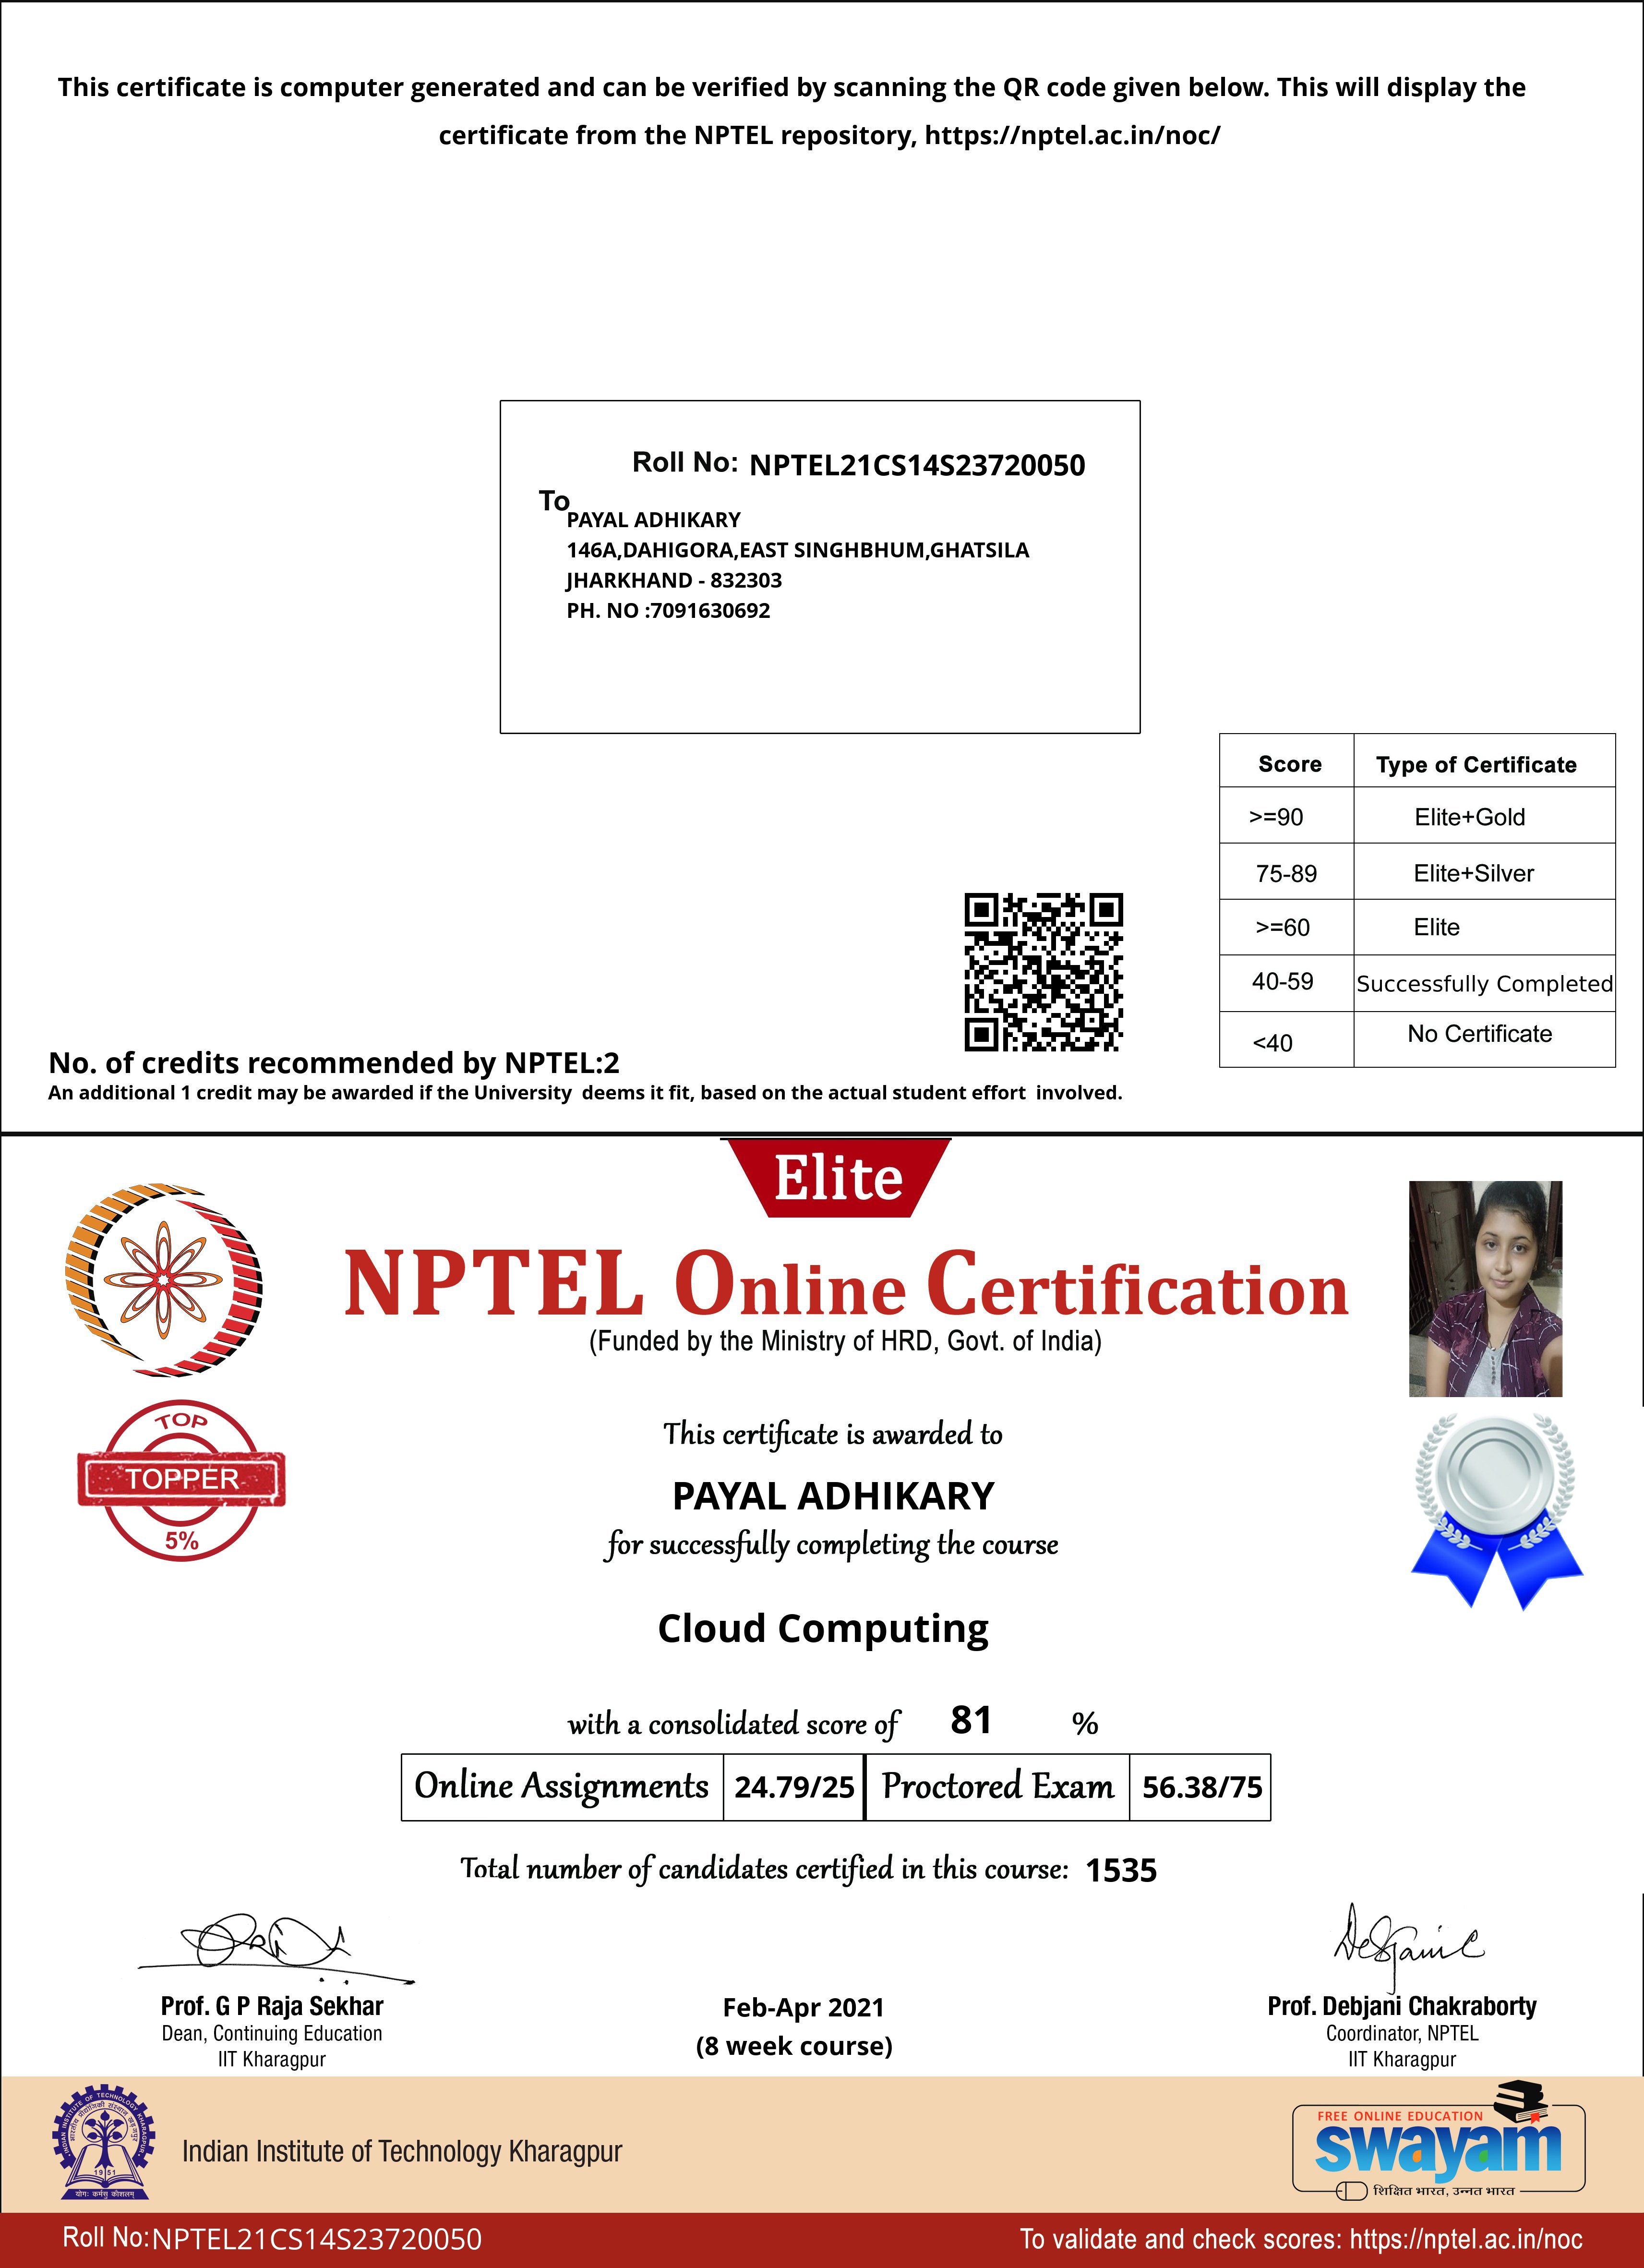 This certificate is computer generated and can be verified by scanning the QR code given below. This will display the
certificate from the NPTEL repository, https://nptel.ac.in/noc/
Roll No: NPTEL21CS14S23720050
To
PAYAL ADHIKARY
146A,DAHIGORA,EAST SINGHBHUM,GHATSILA
JHARKHAND - 832303
PH. NO :7091630692
Score Type of Certificate
>=90 Elite+Gold
75-89 Elite+Silver
>=60 Elite
40-59 Successfully Completed
<40 No Certificate
No. of credits recommended by NPTEL:2
An additional 1 credit may be awarded if the University deems it fit, based on the actual student effort involved.
Elite
NPTEL Online Certification
(Funded by the Ministry of HRD, Govt. of India)
TOP
TOPPER
5%
This certificate is awarded to
PAYAL ADHIKARY
for successfully completing the course
Cloud Computing
with a consolidated score of 81 %
Online Assignments 24.79/25 Proctored Exam 56.38/75
Total number of candidates certified in this course: 1535
Prof. G P Raja Sekhar
Dean, Continuing Education
IIT Kharagpur
Feb-Apr 2021
(8 week course)
Prof. Debjani Chakraborty
Coordinator, NPTEL
IIT Kharagpur
INDIAN INSTITUTE OF TECHNOLOGY KHARAGPUR
1951
योगः कर्मसु कौशलम्
Indian Institute of Technology Kharagpur
FREE ONLINE EDUCATION
swayam
शिक्षित भारत, उन्नत भारत
Roll No:NPTEL21CS14S23720050
To validate and check scores: https://nptel.ac.in/noc